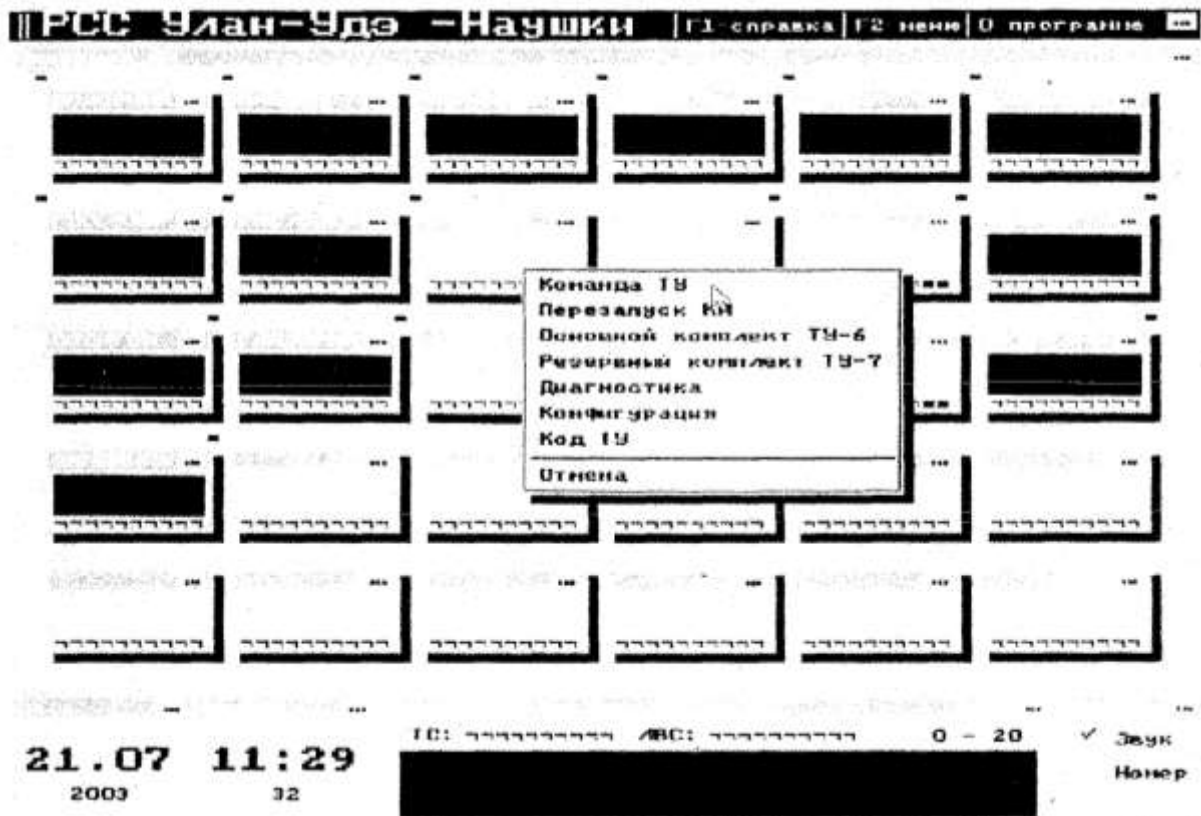 РСС Улан-Удэ -Наушки F1-справка F2 меню О програме
Команда ТУ
Перезапуск КП
Основной комплект ТУ-6
Резервный комплект ТУ-7
Диагностика
Конфигурация
Код ТУ
Отмена
ТС: АВС: 0 - 20 ✓ Звук
21.07 11:29
Номер
2003 32